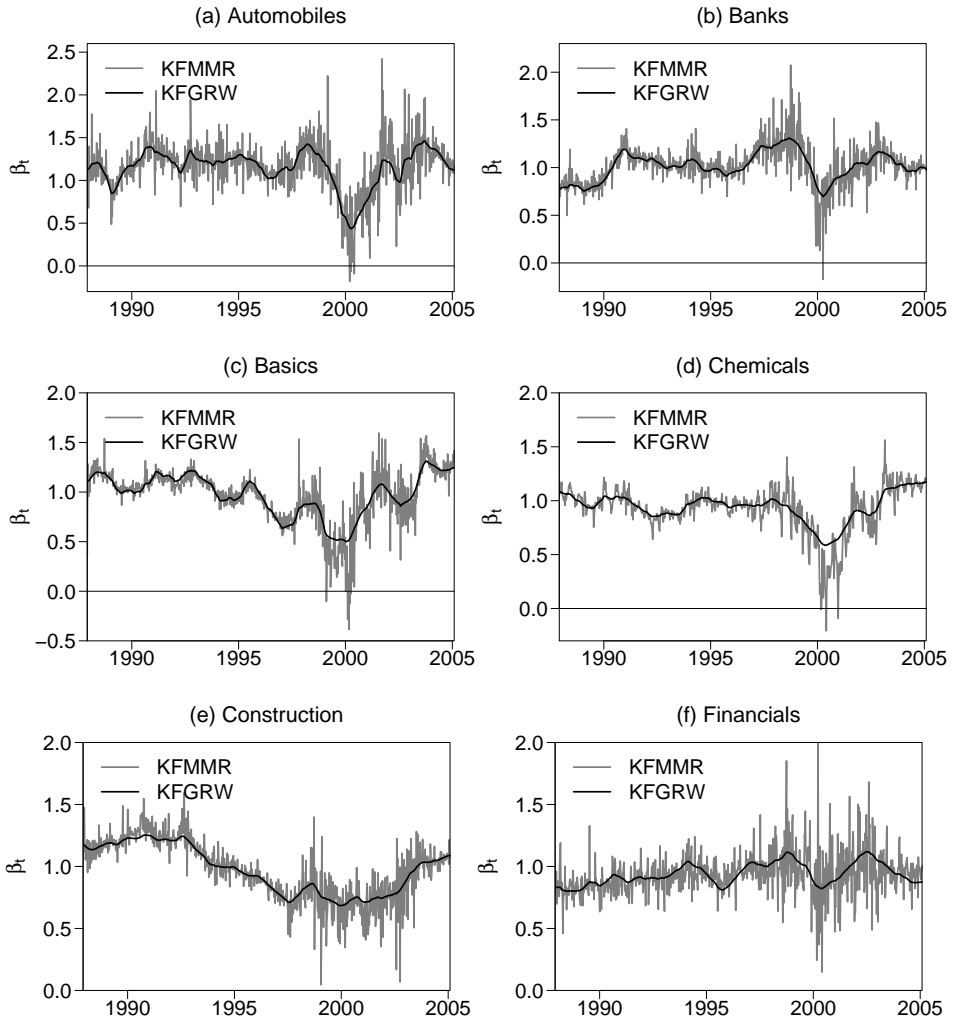 (a) Automobiles
KFMMR
KFGRW
2.5
2.0
1.5
1.0
0.5
0.0
βt
1990 1995 2000 2005
(b) Banks
KFMMR
KFGRW
2.0
1.5
1.0
0.5
0.0
βt
1990 1995 2000 2005
(c) Basics
KFMMR
KFGRW
2.0
1.5
1.0
0.5
0.0
−0.5
βt
1990 1995 2000 2005
(d) Chemicals
KFMMR
KFGRW
2.0
1.5
1.0
0.5
0.0
βt
1990 1995 2000 2005
(e) Construction
KFMMR
KFGRW
2.0
1.5
1.0
0.5
0.0
βt
1990 1995 2000 2005
(f) Financials
KFMMR
KFGRW
2.0
1.5
1.0
0.5
0.0
βt
1990 1995 2000 2005